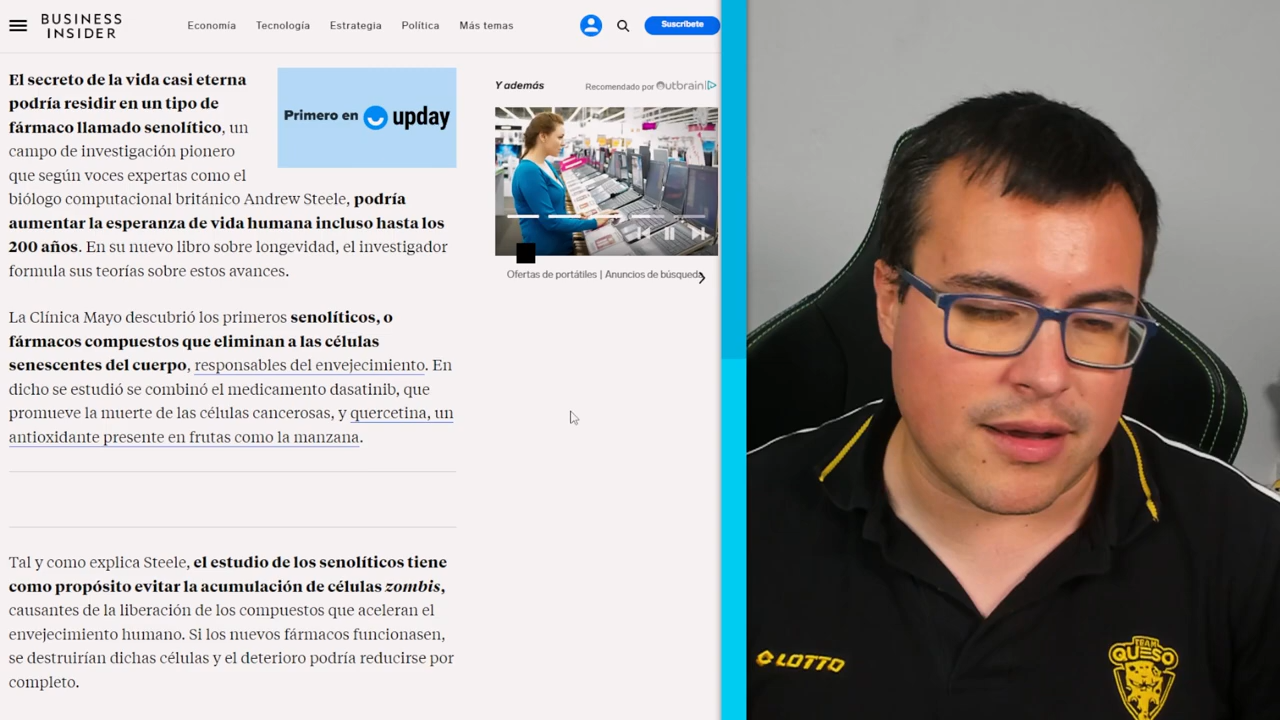 BUSINESS
INSIDER
Economía
Tecnología
Estrategia
Política
Más temas
Suscríbete
El secreto de la vida casi eterna
podría residir en un tipo de
fármaco llamado senolítico, un
campo de investigación pionero
que según voces expertas como el
biólogo computacional británico Andrew Steele, podría
aumentar la esperanza de vida humana incluso hasta los
200 años. En su nuevo libro sobre longevidad, el investigador
formula sus teorías sobre estos avances.
Primero en upday
La Clínica Mayo descubrió los primeros senolíticos, o
fármacos compuestos que eliminan a las células
senescentes del cuerpo, responsables del envejecimiento. En
dicho se estudió se combinó el medicamento dasatinib, que
promueve la muerte de las células cancerosas, y quercetina, un
antioxidante presente en frutas como la manzana.
Tal y como explica Steele, el estudio de los senolíticos tiene
como propósito evitar la acumulación de células zombis,
causantes de la liberación de los compuestos que aceleran el
envejecimiento humano. Si los nuevos fármacos funcionasen,
se destruirían dichas células y el deterioro podría reducirse por
completo.
Y además
Recomendado por Outbrain
Ofertas de portátiles | Anuncios de búsqueda
LOTTO
TEAM
QUESO